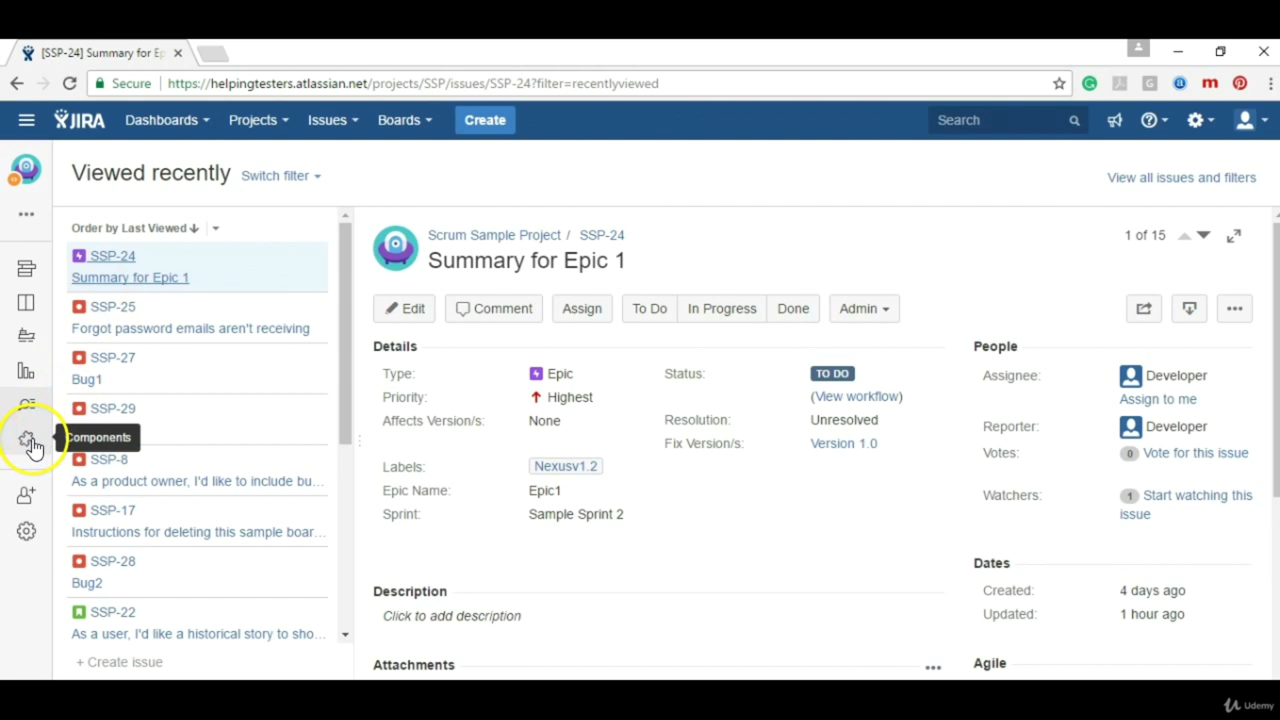 [SSP-24] Summary for Ep
Secure
https://helpingtesters.atlassian.net/projects/SSP/issues/SSP-24?filter=recentlyviewed
JIRA Dashboards Projects Issues Boards Create Search
Viewed recently Switch filter View all issues and filters
Order by Last Viewed
SSP-24
Summary for Epic 1
SSP-25
Forgot password emails aren't receiving
SSP-27
Bug1
SSP-29
Components
SSP-8
As a product owner, I'd like to include bu...
SSP-17
Instructions for deleting this sample boar...
SSP-28
Bug2
SSP-22
As a user, I'd like a historical story to sho...
+ Create issue
Scrum Sample Project / SSP-24
Summary for Epic 1
1 of 15
Edit Comment Assign To Do In Progress Done Admin
Details
Type: Epic
Priority: Highest
Affects Version/s: None
Labels: Nexusv1.2
Epic Name: Epic1
Sprint: Sample Sprint 2
Status: TO DO
(View workflow)
Resolution: Unresolved
Fix Version/s: Version 1.0
Description
Click to add description
Attachments
People
Assignee: Developer
Assign to me
Reporter: Developer
Votes: 0 Vote for this issue
Watchers: 1 Start watching this
issue
Dates
Created: 4 days ago
Updated: 1 hour ago
Agile
Udemy